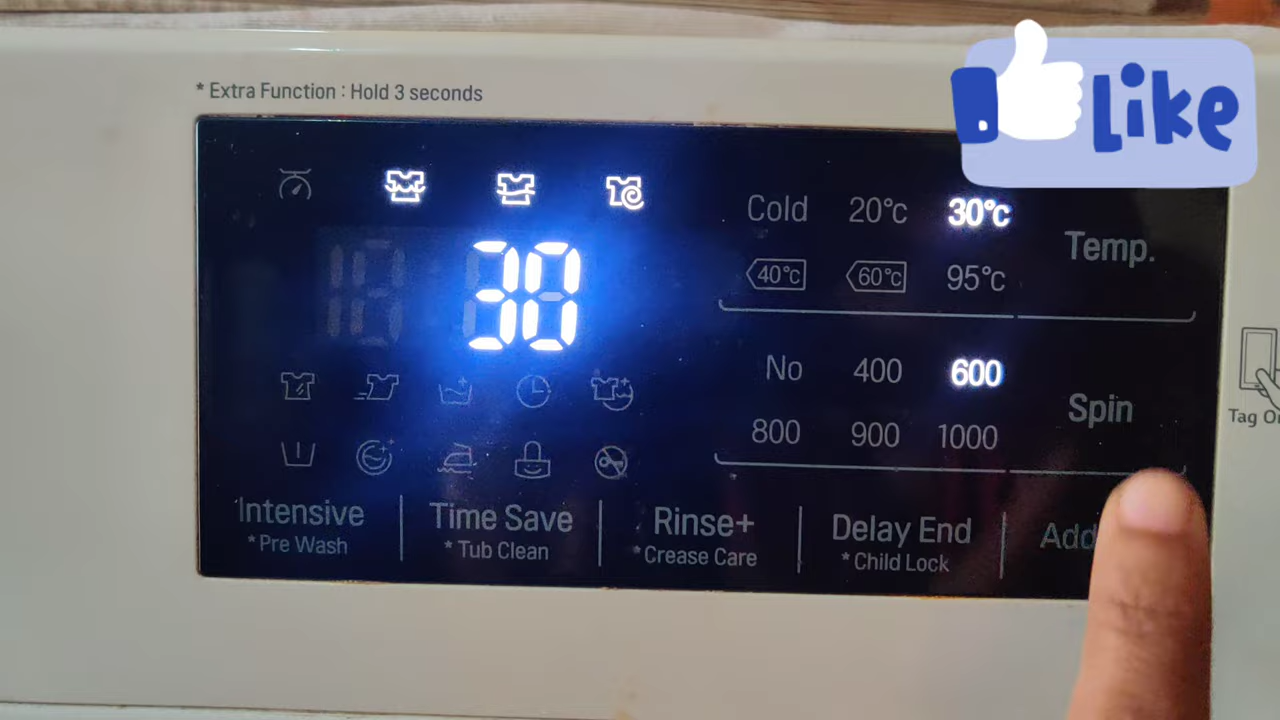 * Extra Function : Hold 3 seconds
Like
30
Cold 20°C 30°C
Temp.
40°C 60°C 95°C
No 400 600
Spin
800 900 1000
Tag On
Intensive Time Save Rinse+ Delay End Add
* Pre Wash * Tub Clean * Crease Care * Child Lock